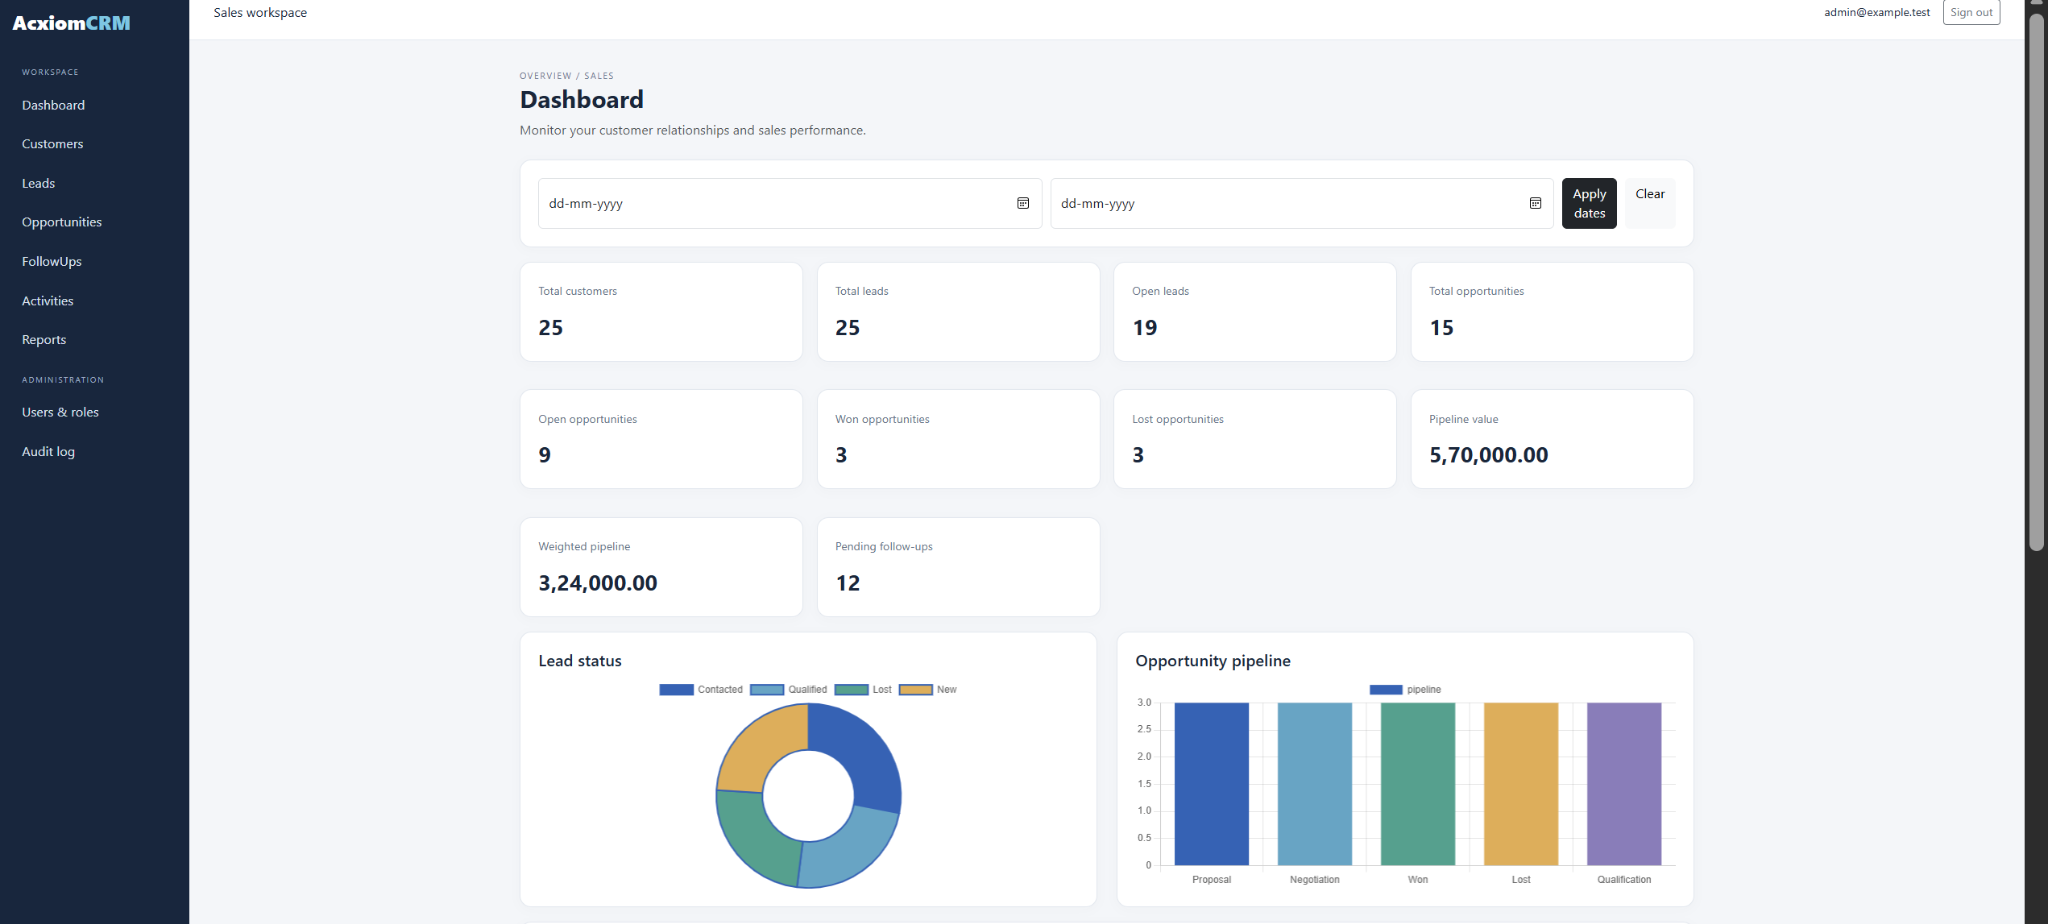 AcxiomCRM
Sales workspace
admin@example.test
Sign out
WORKSPACE
Dashboard
Customers
Leads
Opportunities
FollowUps
Activities
Reports
ADMINISTRATION
Users & roles
Audit log
OVERVIEW / SALES
Dashboard
Monitor your customer relationships and sales performance.
dd-mm-yyyy
dd-mm-yyyy
Apply
dates
Clear
Total customers
25
Total leads
25
Open leads
19
Total opportunities
15
Open opportunities
9
Won opportunities
3
Lost opportunities
3
Pipeline value
5,70,000.00
Weighted pipeline
3,24,000.00
Pending follow-ups
12
Lead status
Contacted Qualified Lost New
Opportunity pipeline
pipeline
3.0
2.5
2.0
1.5
1.0
0.5
0
Proposal Negotiation Won Lost Qualification